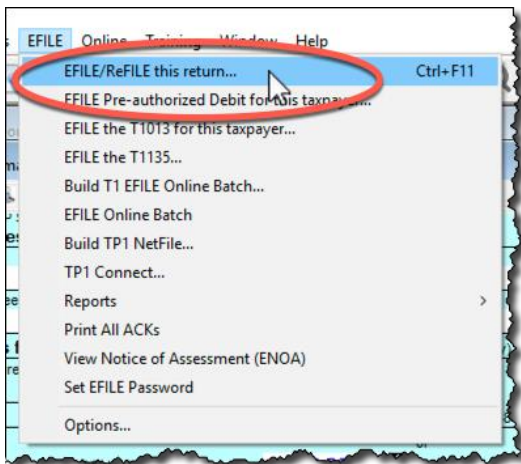 EFILE Online Training Window Help
EFILE/ReFILE this return... Ctrl+F11
EFILE Pre-authorized Debit for this taxpayer...
EFILE the T1013 for this taxpayer...
EFILE the T1135...
Build T1 EFILE Online Batch...
EFILE Online Batch
Build TP1 NetFile...
TP1 Connect...
Reports
Print All ACKs
View Notice of Assessment (ENOA)
Set EFILE Password
Options...